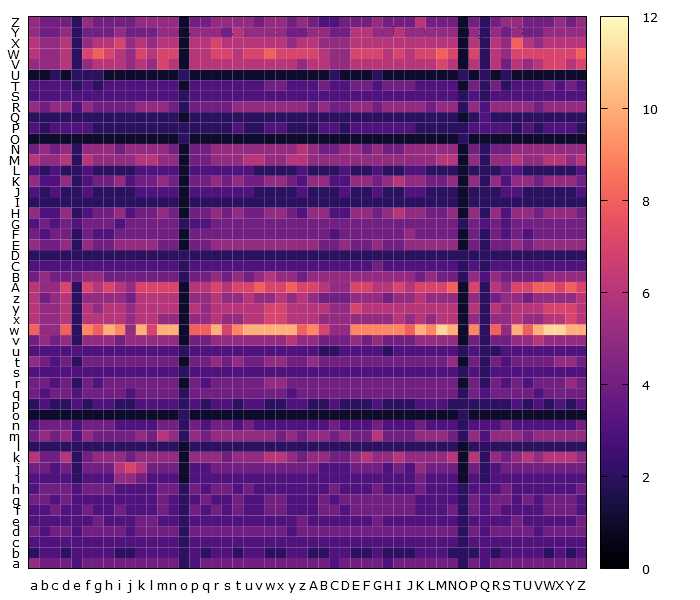 Z
Y
X
W
V
U
T
S
R
Q
P
O
N
M
L
K
J
I
H
G
F
E
D
C
B
A
z
y
x
w
v
u
t
s
r
q
p
o
n
m
l
k
j
i
h
g
f
e
d
c
b
a
a b c d e f g h i j k l m n o p q r s t u v w x y z A B C D E F G H I J K L M N O P Q R S T U V W X Y Z
12
10
8
6
4
2
0